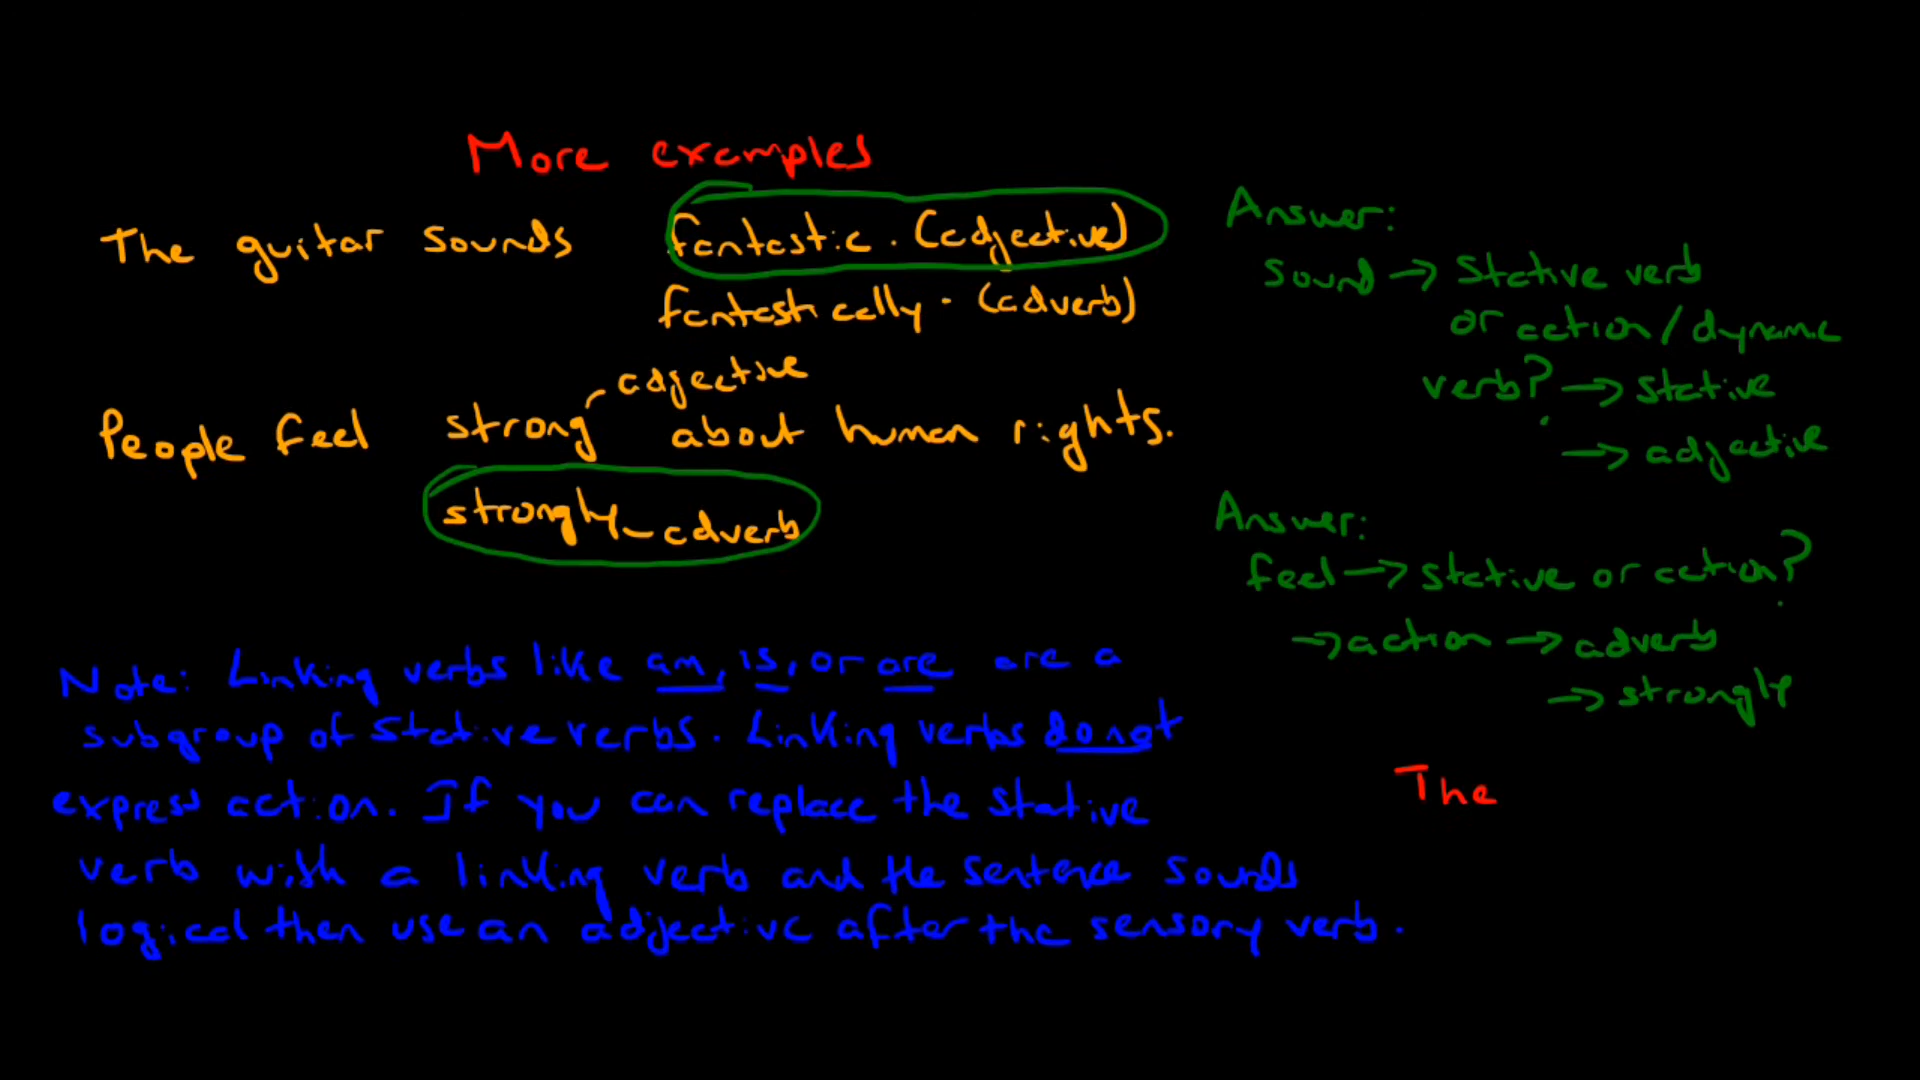 More examples
The guitar sounds fantastic. (adjective)
fantastically. (adverb)
adjective
People feel strong about human rights.
strongly - adverb
Note: Linking verbs like am, is, or are are a
subgroup of stative verbs. Linking verbs do not
express action. If you can replace the stative
verb with a linking verb and the sentence sounds
logical then use an adjective after the sensory verb.
Answer:
sound → stative verb
or action/dynamic
verb? → stative
→ adjective
Answer:
feel → stative or action?
→ action → adverb
→ strongly
The